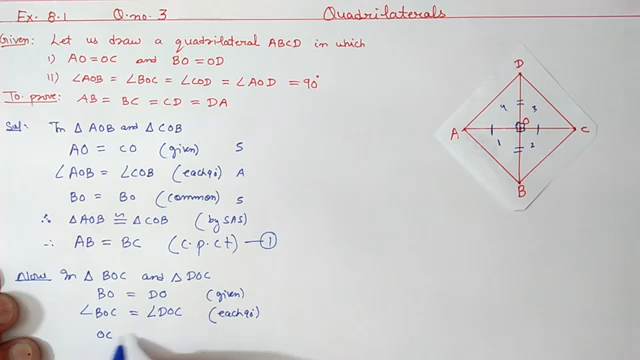 Ex. 8.1 Q.no. 3 Quadrilaterals
Given: Let us draw a quadrilateral ABCD in which
i) AO = OC and BO = OD
ii) ∠AOB = ∠BOC = ∠COD = ∠AOD = 90°
To prove: AB = BC = CD = DA
Sol: In △AOB and △COB
AO = CO (given) S
∠AOB = ∠COB (each 90°) A
BO = BO (common) S
∴ △AOB ≅ △COB (by SAS)
∴ AB = BC (c.p.ct) — ①
Now In △ BOC and △ DOC
BO = DO (given)
∠BOC = ∠DOC (each 90°)
OC
D
4 3
A O C
1 2
B